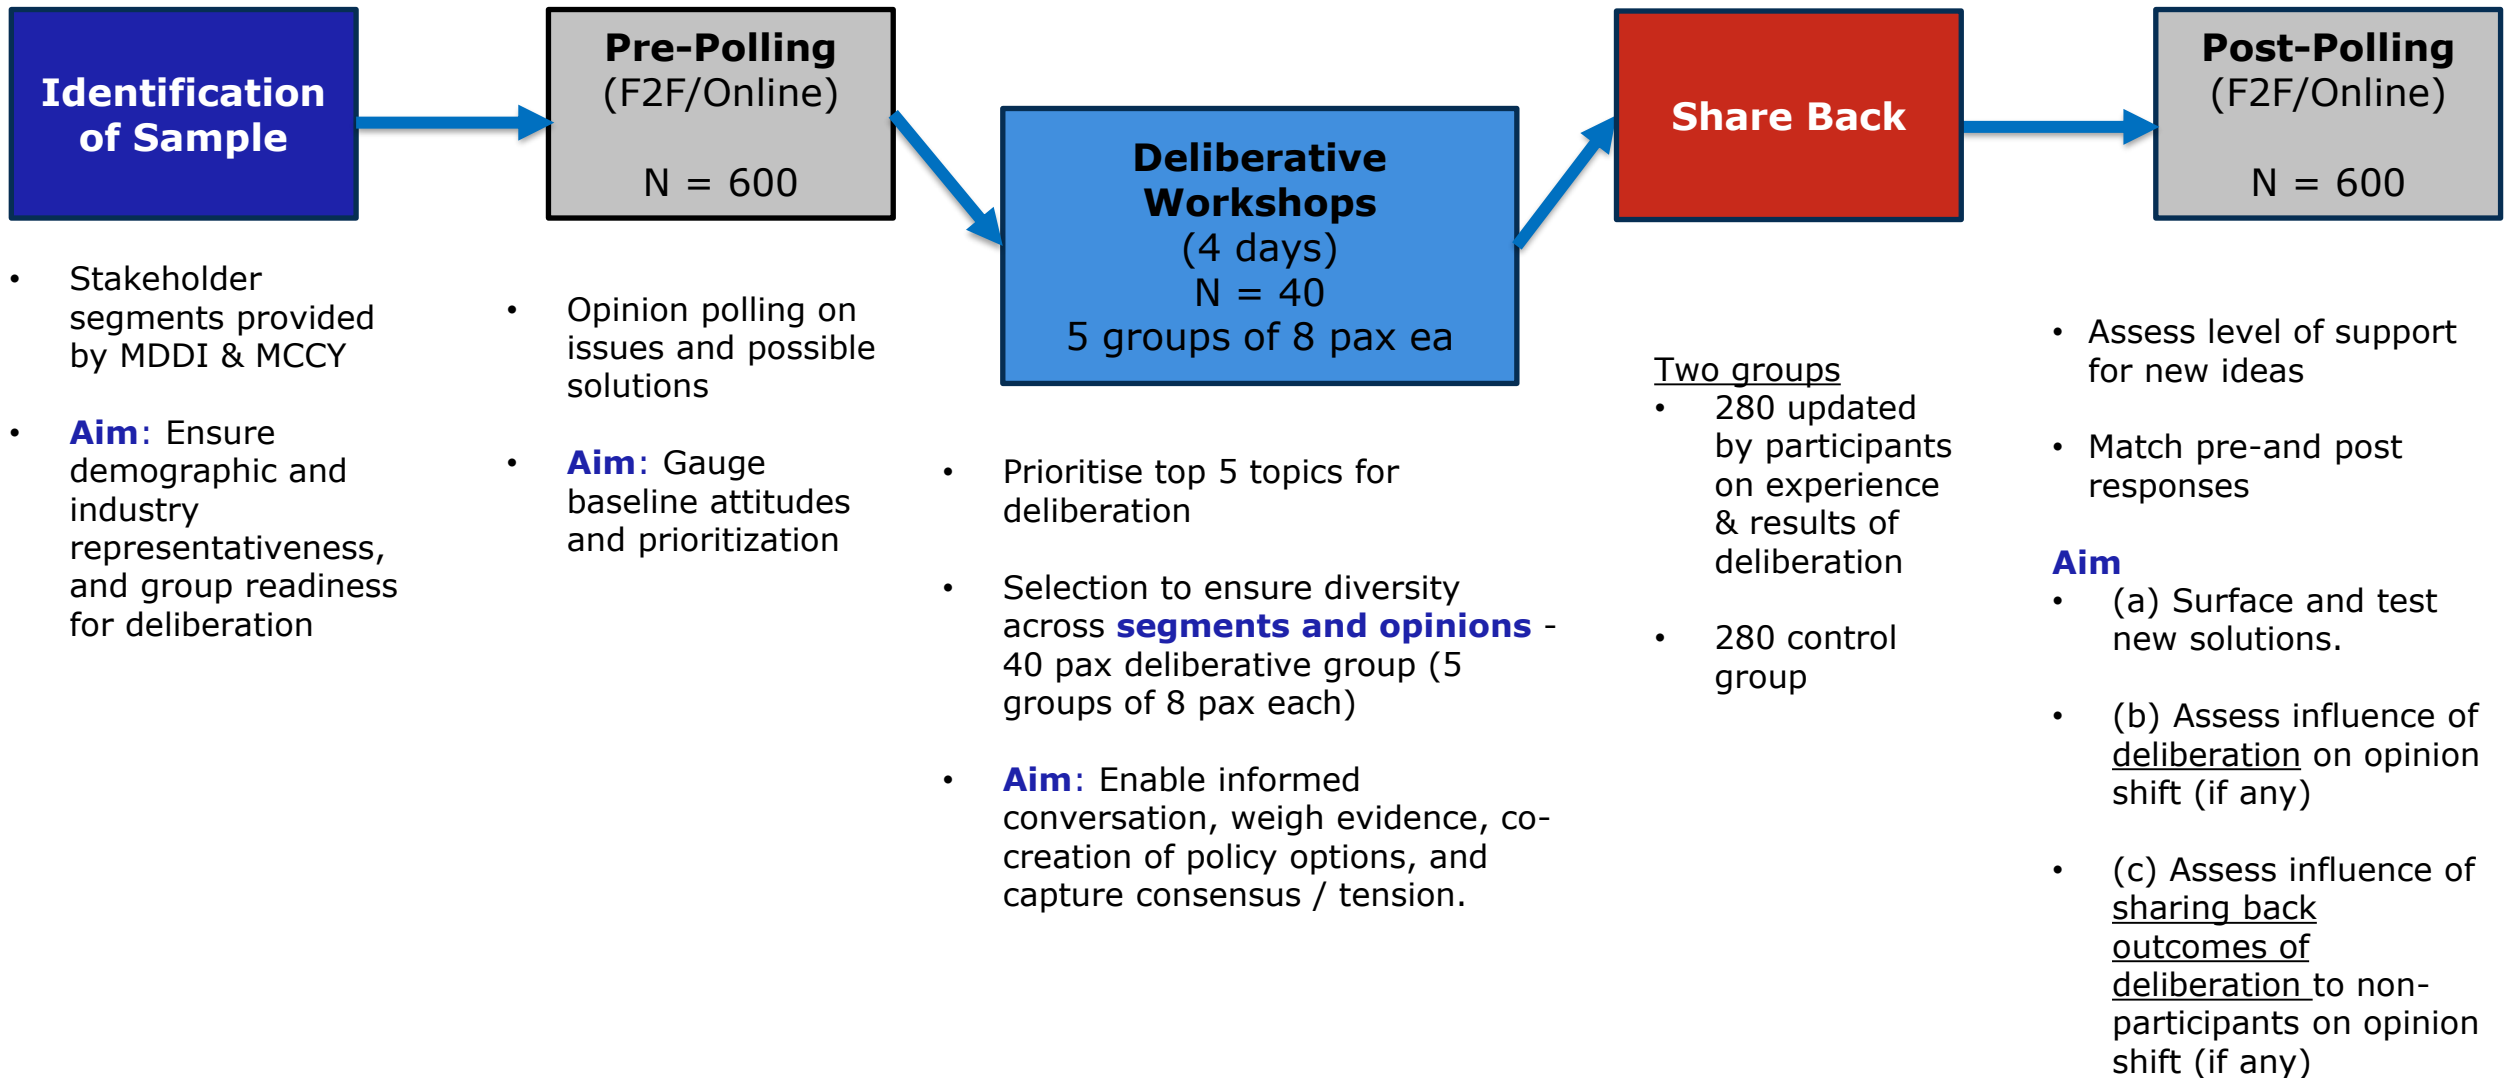 Identification
of Sample
• Stakeholder
segments provided
by MDDI & MCCY
• Aim: Ensure
demographic and
industry
representativeness,
and group readiness
for deliberation
Pre-Polling
(F2F/Online)
N = 600
• Opinion polling on
issues and possible
solutions
• Aim: Gauge
baseline attitudes
and prioritization
Deliberative
Workshops
(4 days)
N = 40
5 groups of 8 pax ea
• Prioritise top 5 topics for
deliberation
• Selection to ensure diversity
across segments and opinions -
40 pax deliberative group (5
groups of 8 pax each)
• Aim: Enable informed
conversation, weigh evidence, co-
creation of policy options, and
capture consensus / tension.
Share Back
Two groups
• 280 updated
by participants
on experience
& results of
deliberation
• 280 control
group
Post-Polling
(F2F/Online)
N = 600
• Assess level of support
for new ideas
• Match pre-and post
responses
Aim
• (a) Surface and test
new solutions.
• (b) Assess influence of
deliberation on opinion
shift (if any)
• (c) Assess influence of
sharing back
outcomes of
deliberation to non-
participants on opinion
shift (if any)